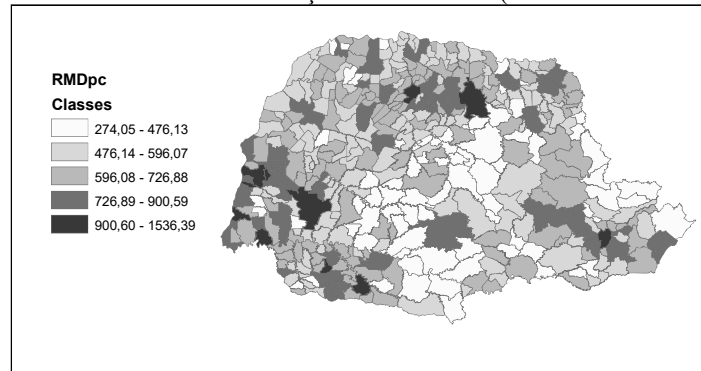 RMDpc
Classes
274,05 - 476,13
476,14 - 596,07
596,08 - 726,88
726,89 - 900,59
900,60 - 1536,39